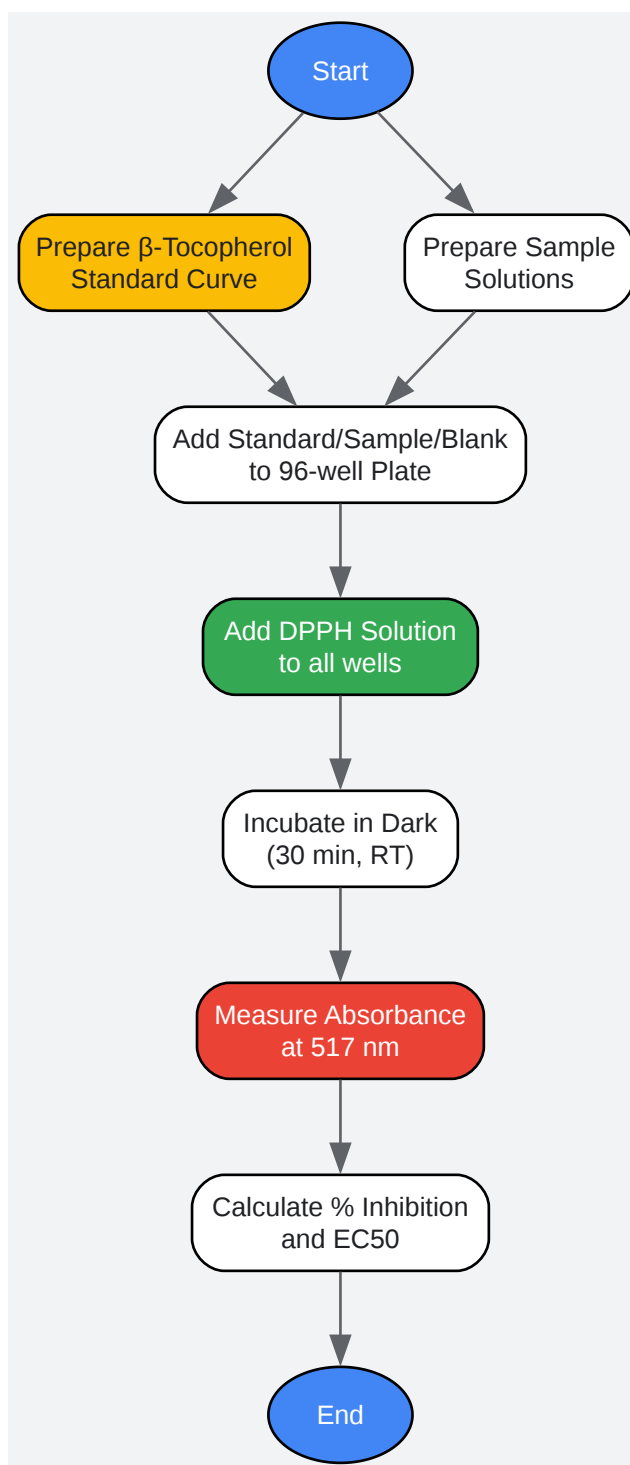 Start
Prepare β-Tocopherol
Standard Curve
Prepare Sample
Solutions
Add Standard/Sample/Blank
to 96-well Plate
Add DPPH Solution
to all wells
Incubate in Dark
(30 min, RT)
Measure Absorbance
at 517 nm
Calculate % Inhibition
and EC50
End